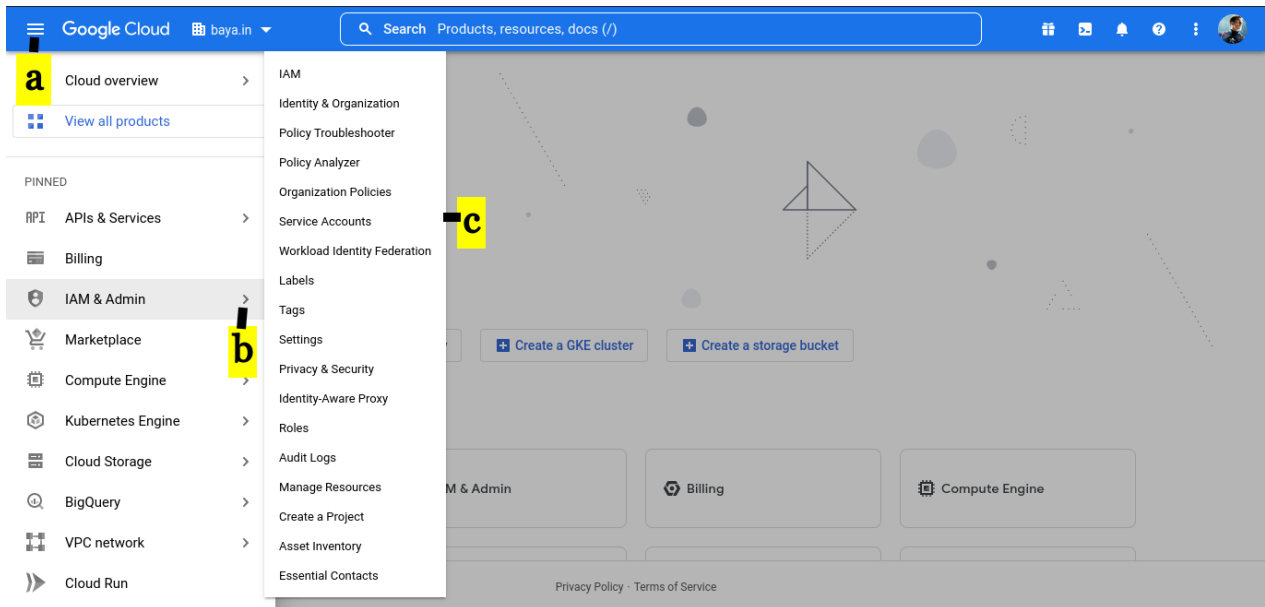 Google Cloud
baya.in
Search Products, resources, docs (/)
a
Cloud overview
View all products
PINNED
API APIs & Services
Billing
IAM & Admin
b
Marketplace
Compute Engine
Kubernetes Engine
Cloud Storage
BigQuery
VPC network
Cloud Run
IAM
Identity & Organization
Policy Troubleshooter
Policy Analyzer
Organization Policies
Service Accounts
c
Workload Identity Federation
Labels
Tags
Settings
Privacy & Security
Identity-Aware Proxy
Roles
Audit Logs
Manage Resources
Create a Project
Asset Inventory
Essential Contacts
Create a GKE cluster
Create a storage bucket
M & Admin
Billing
Compute Engine
Privacy Policy · Terms of Service